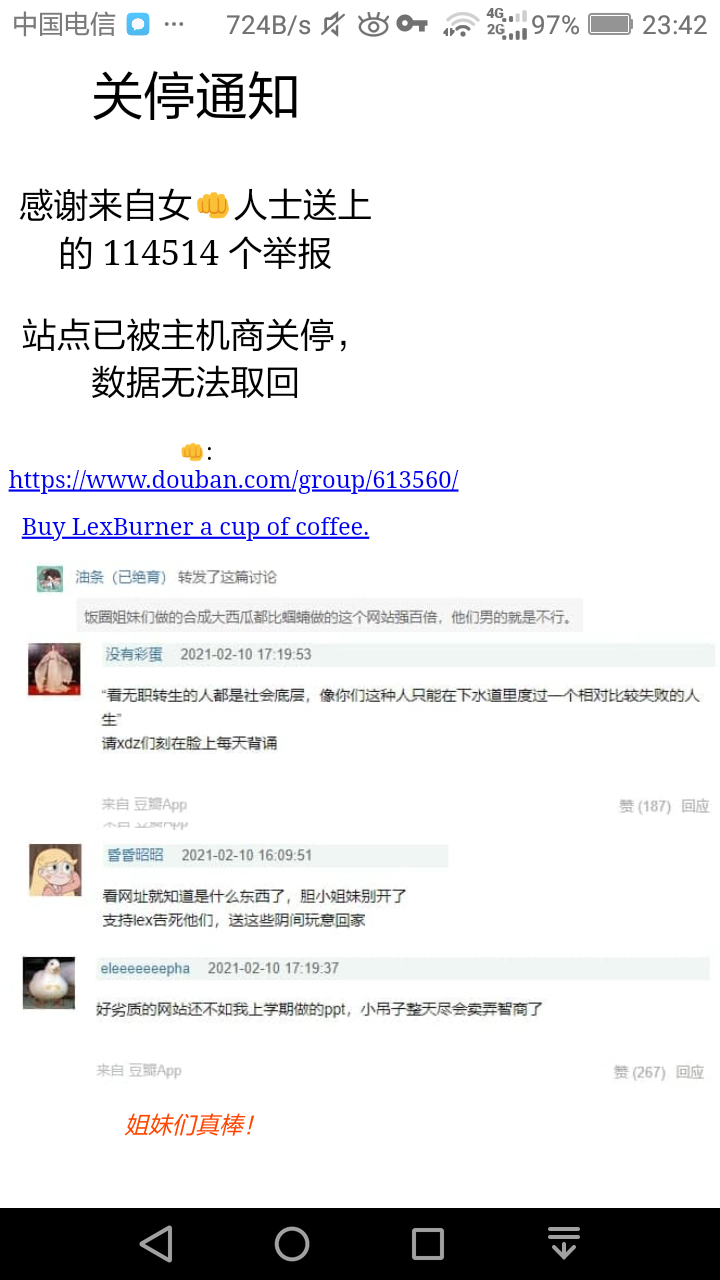 中国电信 ··· 724B/s 4G 2G 97% 23:42
关停通知
感谢来自女👊人士送上
的 114514 个举报
站点已被主机商关停，
数据无法取回
👊:
https://www.douban.com/group/613560/
Buy LexBurner a cup of coffee.
油条（已绝育） 转发了这篇讨论
饭圈姐妹们做的合成大西瓜都比蝈蝻做的这个网站强百倍，他们男的就是不行。
没有彩蛋 2021-02-10 17:19:53
“看无职转生的人都是社会底层，像你们这种人只能在下水道里度过一个相对比较失败的人
生”
请xdz们刻在脸上每天背诵
来自 豆瓣App 赞 (187) 回应
来自 豆瓣App
昏昏昭昭 2021-02-10 16:09:51
看网址就知道是什么东西了，胆小姐妹别开了
支持lex告死他们，送这些阴间玩意回家
eleeeeeeepha 2021-02-10 17:19:37
好劣质的网站还不如我上学期做的ppt，小吊子整天尽会卖弄智商了
来自 豆瓣App 赞 (267) 回应
姐妹们真棒！